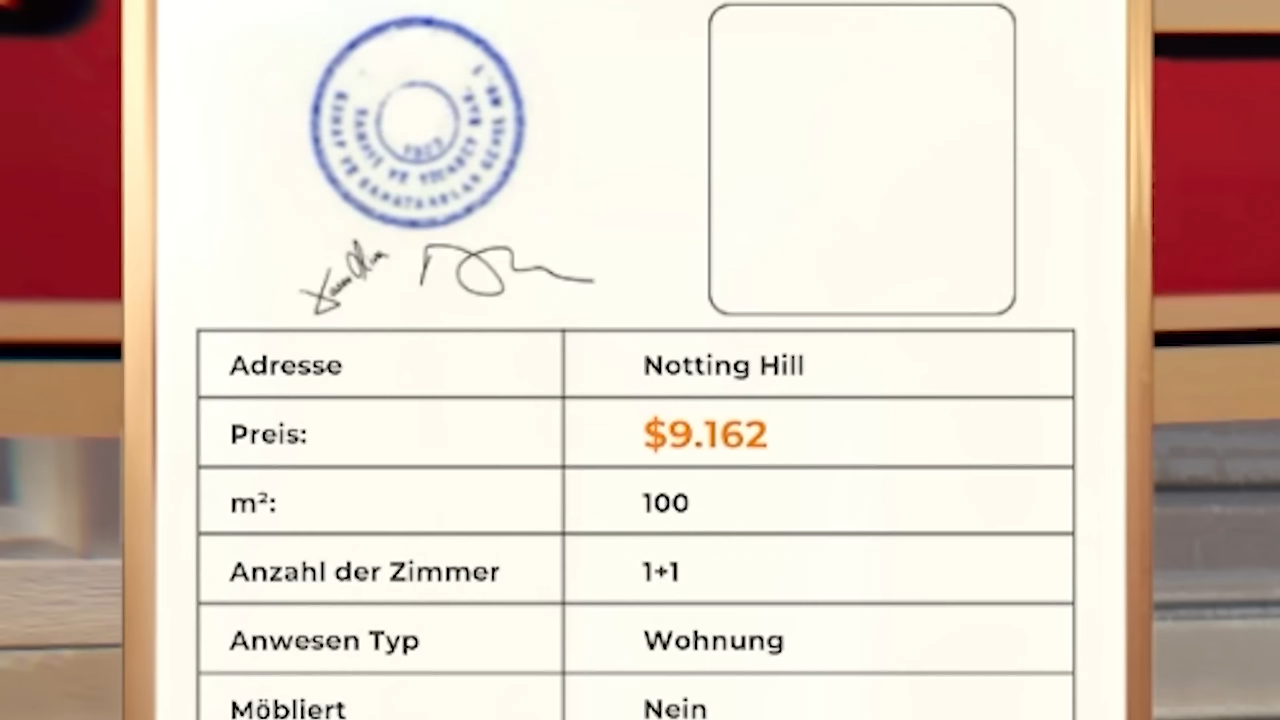 Adresse Notting Hill
Preis: $9.162
m²: 100
Anzahl der Zimmer 1+1
Anwesen Typ Wohnung
Möbliert Nein